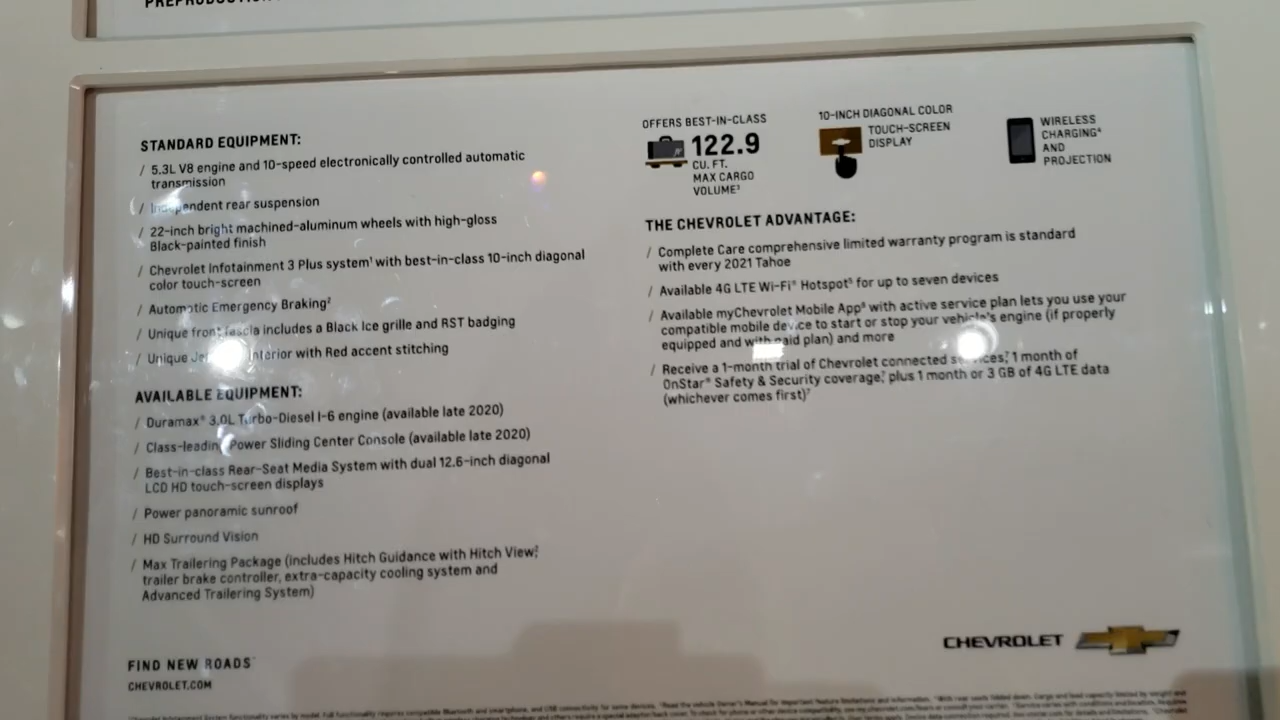 STANDARD EQUIPMENT:
/ 5.3L V8 engine and 10-speed electronically controlled automatic
transmission
/ Independent rear suspension
/ 22-inch bright machined-aluminum wheels with high-gloss
Black-painted finish
/ Chevrolet Infotainment 3 Plus system¹ with best-in-class 10-inch diagonal
color touch-screen
/ Automatic Emergency Braking²
/ Unique front fascia includes a Black Ice grille and RST badging
/ Unique interior with Red accent stitching
AVAILABLE EQUIPMENT:
/ Duramax® 3.0L Turbo-Diesel I-6 engine (available late 2020)
/ Class-leading Power Sliding Center Console (available late 2020)
/ Best-in-class Rear-Seat Media System with dual 12.6-inch diagonal
LCD HD touch-screen displays
/ Power panoramic sunroof
/ HD Surround Vision
/ Max Trailering Package (includes Hitch Guidance with Hitch View,²
trailer brake controller, extra-capacity cooling system and
Advanced Trailering System)
FIND NEW ROADS™
CHEVROLET.COM
OFFERS BEST-IN-CLASS
122.9
CU. FT.
MAX CARGO
VOLUME³
10-INCH DIAGONAL COLOR
TOUCH-SCREEN
DISPLAY
WIRELESS
CHARGING⁴
AND
PROJECTION
THE CHEVROLET ADVANTAGE:
/ Complete Care comprehensive limited warranty program is standard
with every 2021 Tahoe
/ Available 4G LTE Wi-Fi® Hotspot⁵ for up to seven devices
/ Available myChevrolet Mobile App⁶ with active service plan lets you use your
compatible mobile device to start or stop your vehicle's engine (if properly
equipped and with paid plan) and more
/ Receive a 1-month trial of Chevrolet connected services,⁷ 1 month of
OnStar® Safety & Security coverage,⁷ plus 1 month or 3 GB of 4G LTE data
(whichever comes first)⁷
CHEVROLET